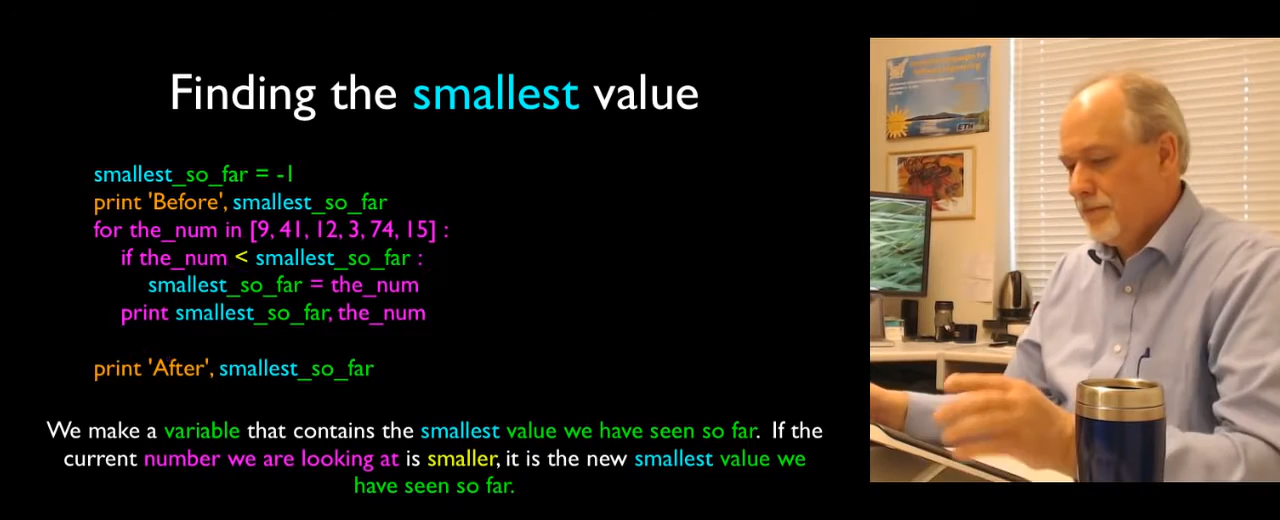 Finding the smallest value
smallest_so_far = -1
print 'Before', smallest_so_far
for the_num in [9, 41, 12, 3, 74, 15] :
if the_num < smallest_so_far :
smallest_so_far = the_num
print smallest_so_far, the_num
print 'After', smallest_so_far
We make a variable that contains the smallest value we have seen so far. If the
current number we are looking at is smaller, it is the new smallest value we
have seen so far.
ETH